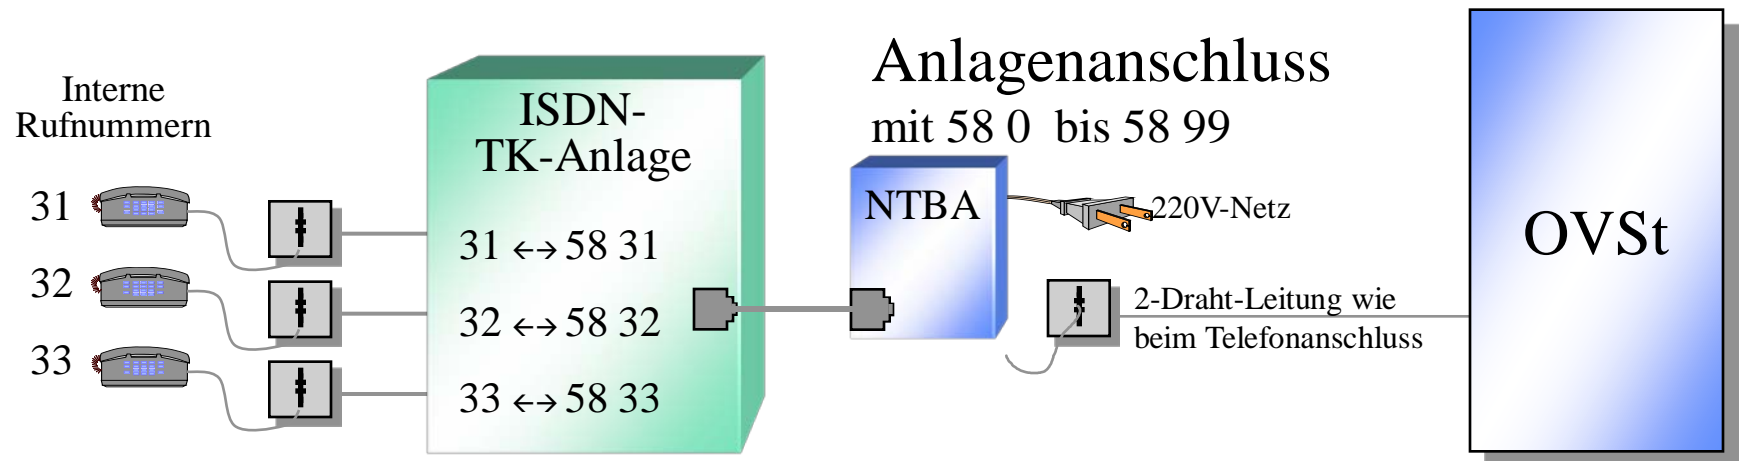 Interne
Rufnummern
31
32
33
ISDN-
TK-Anlage
31 ↔ 58 31
32 ↔ 58 32
33 ↔ 58 33
Anlagenanschluss
mit 58 0 bis 58 99
NTBA
220V-Netz
2-Draht-Leitung wie
beim Telefonanschluss
OVSt